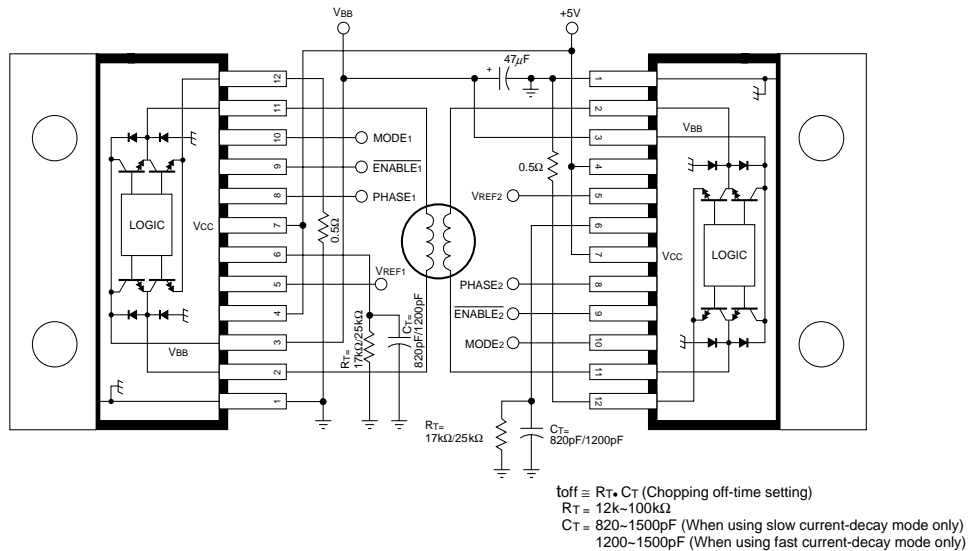 VBB
+5V
47μF
+
12
11
10
9
8
7
6
5
4
3
2
1
MODE1
ENABLE1
PHASE1
LOGIC
VCC
0.5Ω
VREF1
VBB
RT=
17kΩ/25kΩ
CT=
820pF/1200pF
1
2
3
4
5
6
7
8
9
10
11
12
0.5Ω
VREF2
PHASE2
ENABLE2
MODE2
VBB
VCC
LOGIC
RT=
17kΩ/25kΩ
CT=
820pF/1200pF
toff ≅ RT• CT (Chopping off-time setting)
RT = 12k~100kΩ
CT = 820~1500pF (When using slow current-decay mode only)
1200~1500pF (When using fast current-decay mode only)